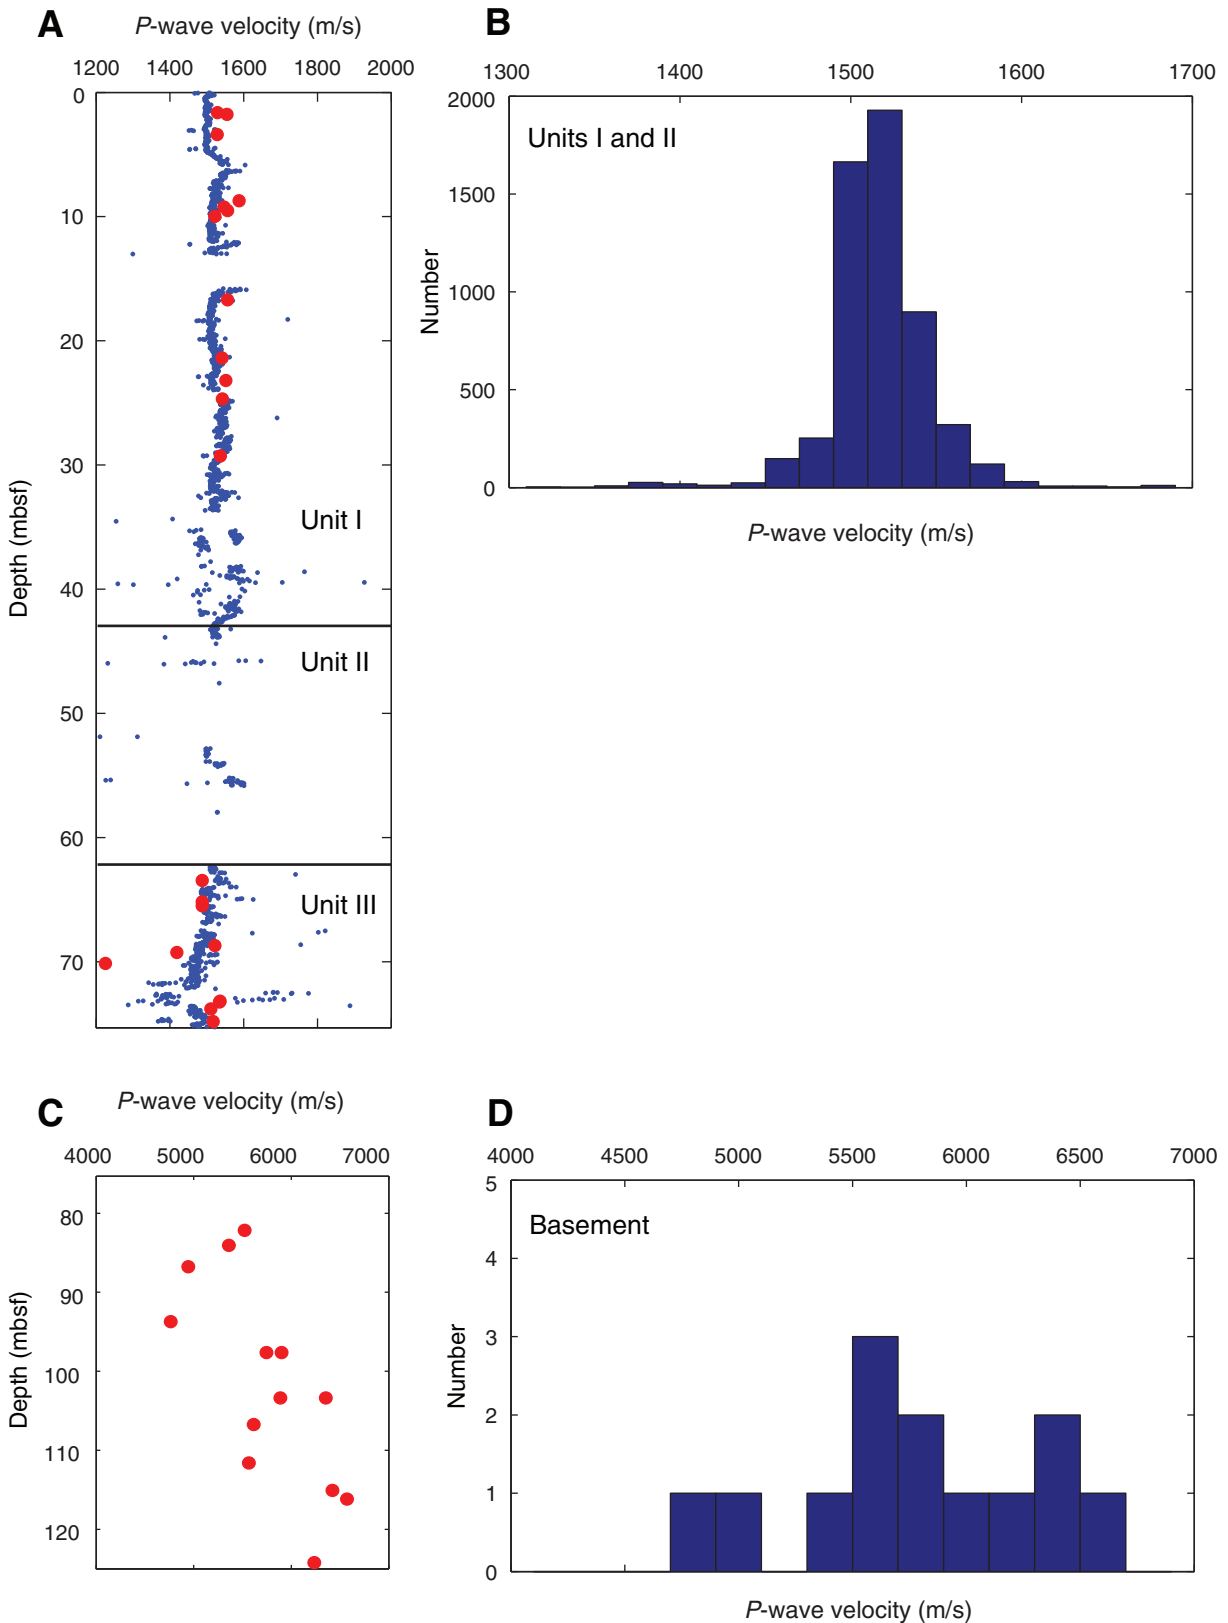 A
P-wave velocity (m/s)
1200 1400 1600 1800 2000
0
10
20
30
40
50
60
70
Depth (mbsf)
Unit I
Unit II
Unit III
B
1300 1400 1500 1600 1700
2000
1500
1000
500
0
Number
Units I and II
P-wave velocity (m/s)
C
P-wave velocity (m/s)
4000 5000 6000 7000
80
90
100
110
120
Depth (mbsf)
D
4000 4500 5000 5500 6000 6500 7000
5
4
3
2
1
0
Number
Basement
P-wave velocity (m/s)